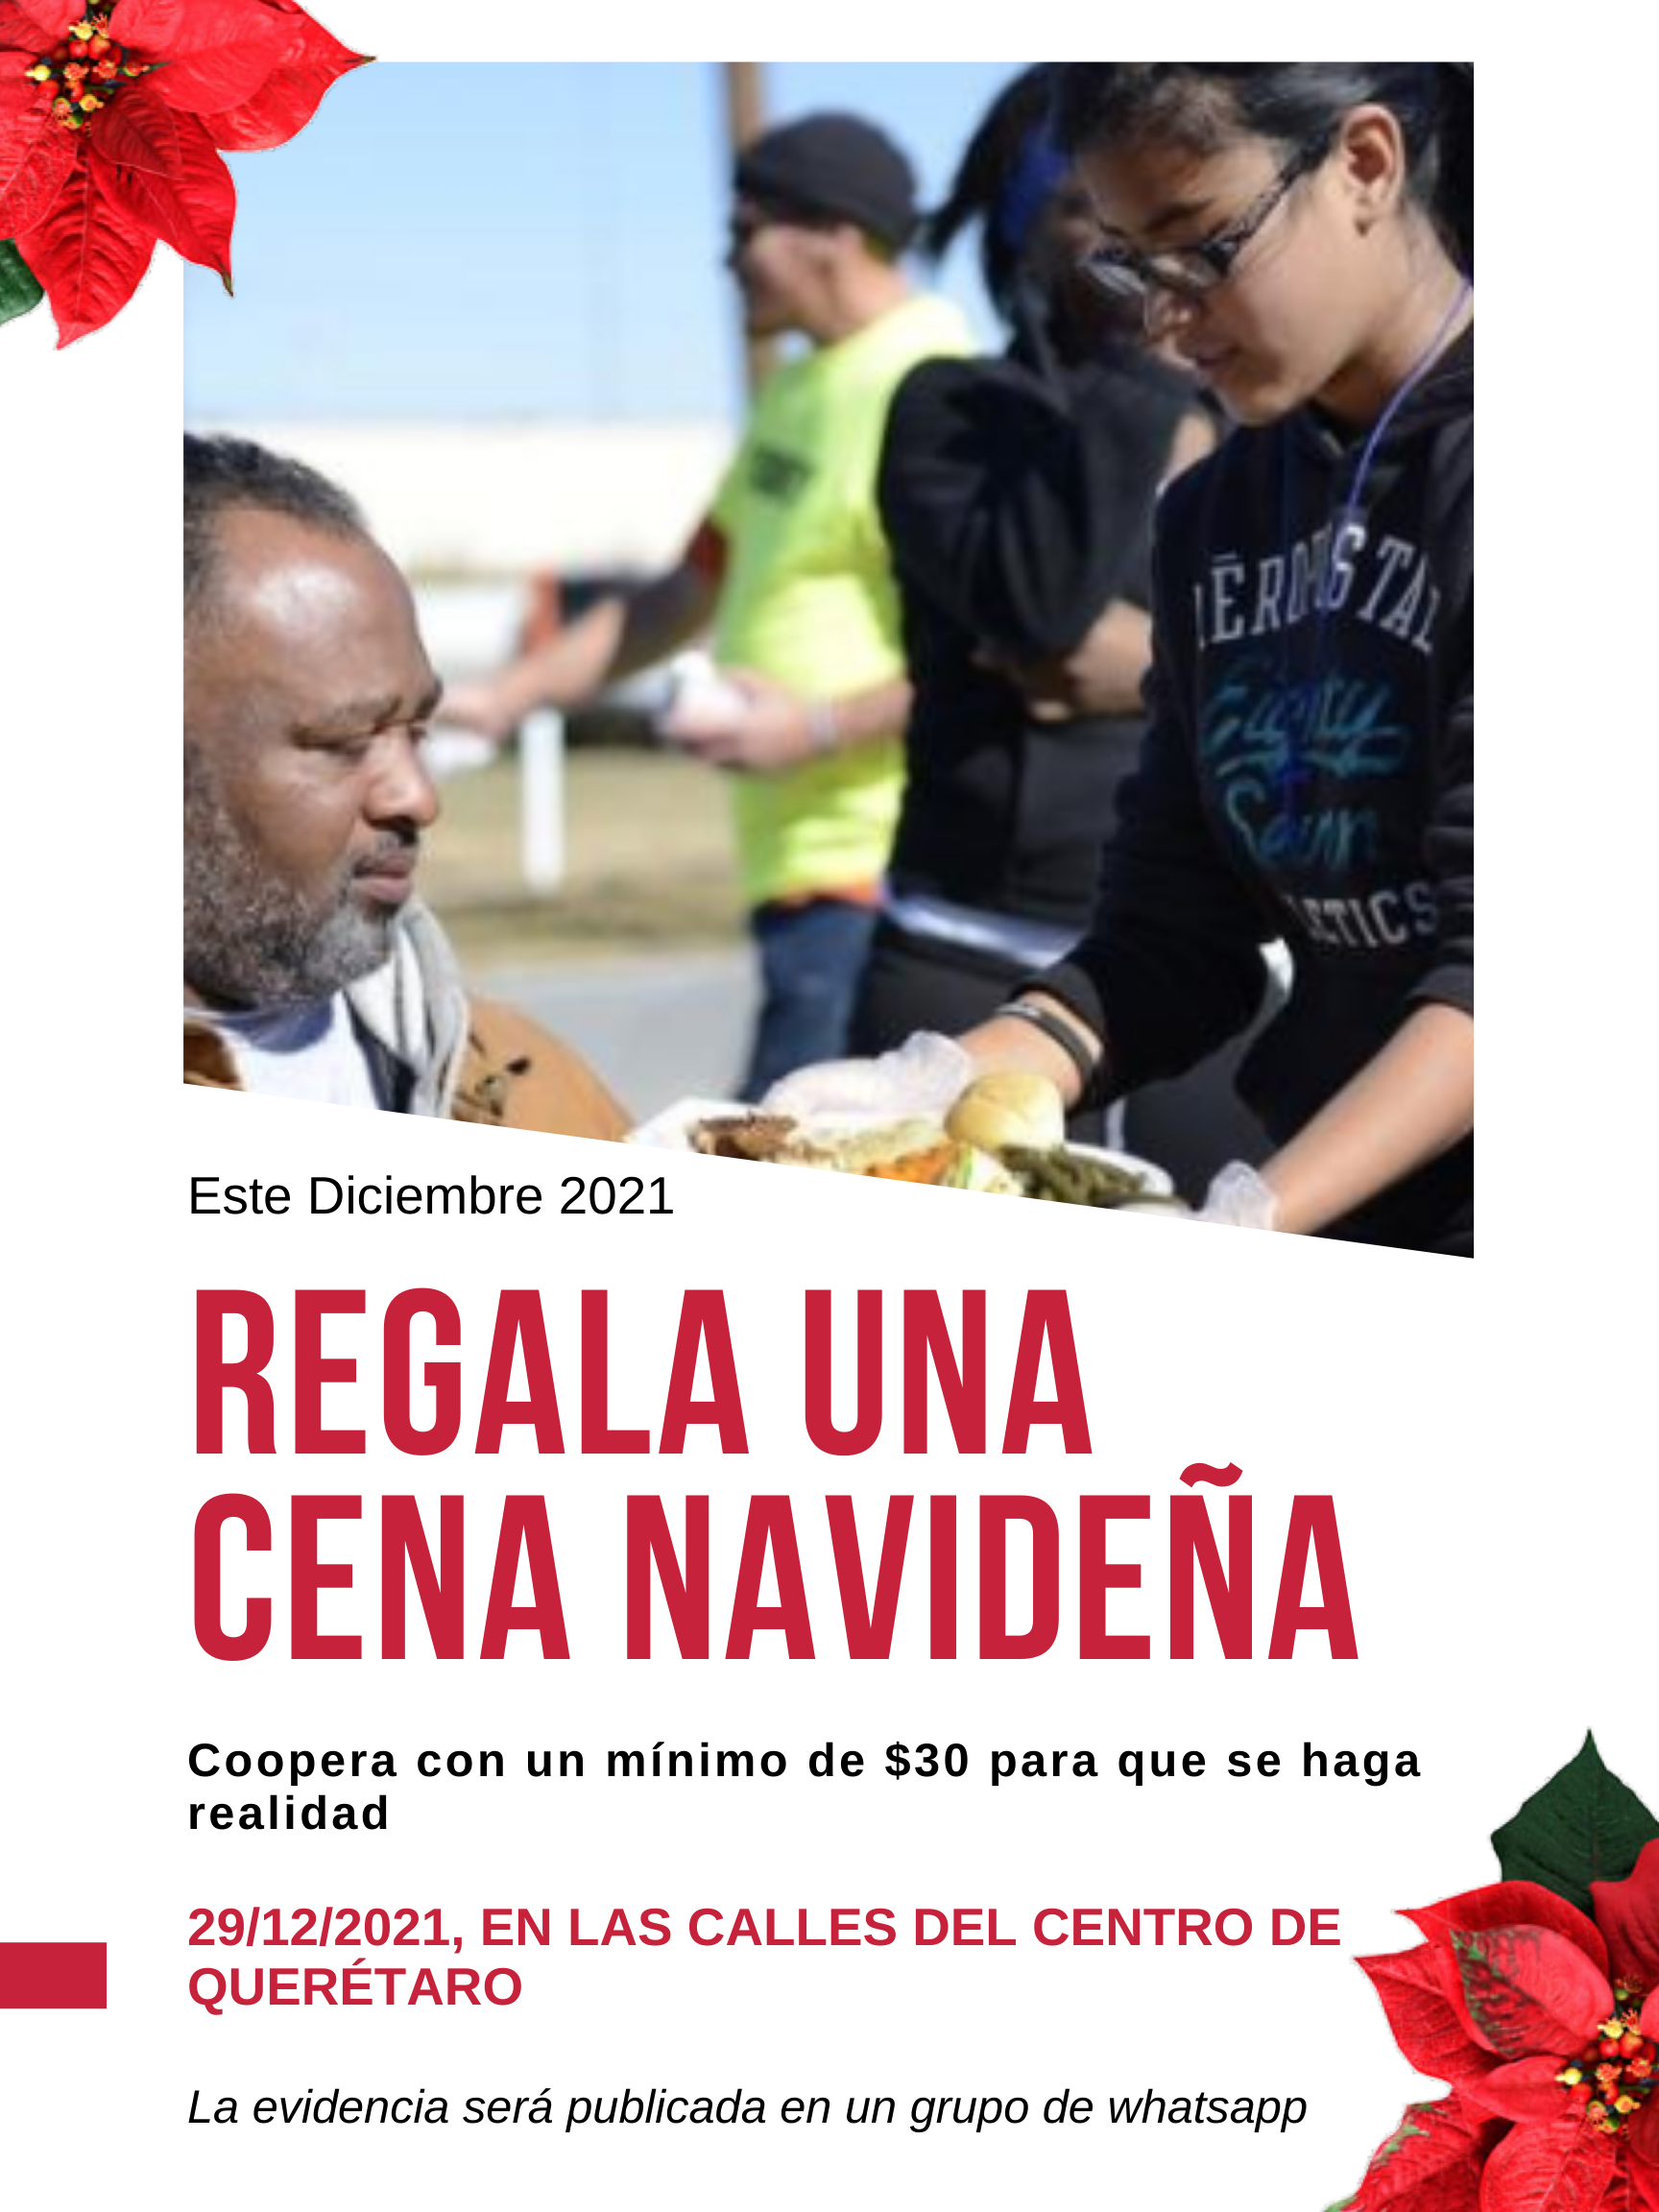 Este Diciembre 2021
REGALA UNA
CENA NAVIDEÑA
Coopera con un mínimo de $30 para que se haga
realidad
29/12/2021, EN LAS CALLES DEL CENTRO DE
QUERÉTARO
La evidencia será publicada en un grupo de whatsapp